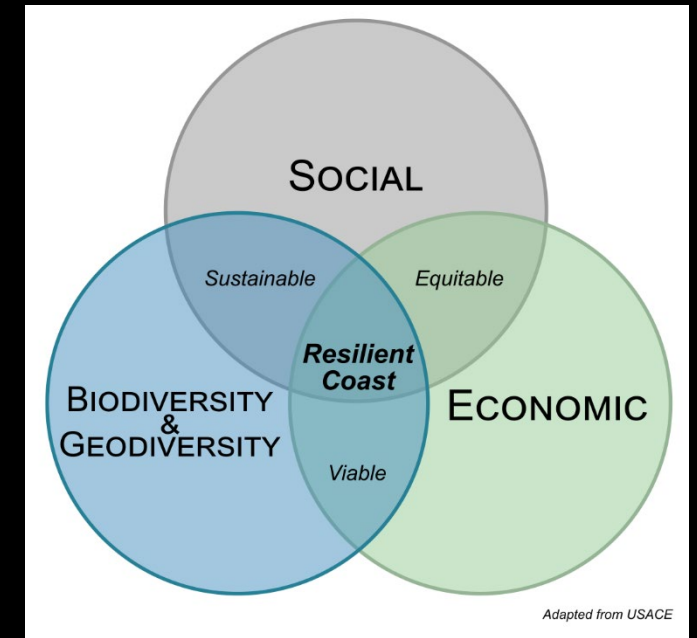 SOCIAL
Sustainable
Equitable
Resilient
Coast
BIODIVERSITY
&
GEODIVERSITY
ECONOMIC
Viable
Adapted from USACE